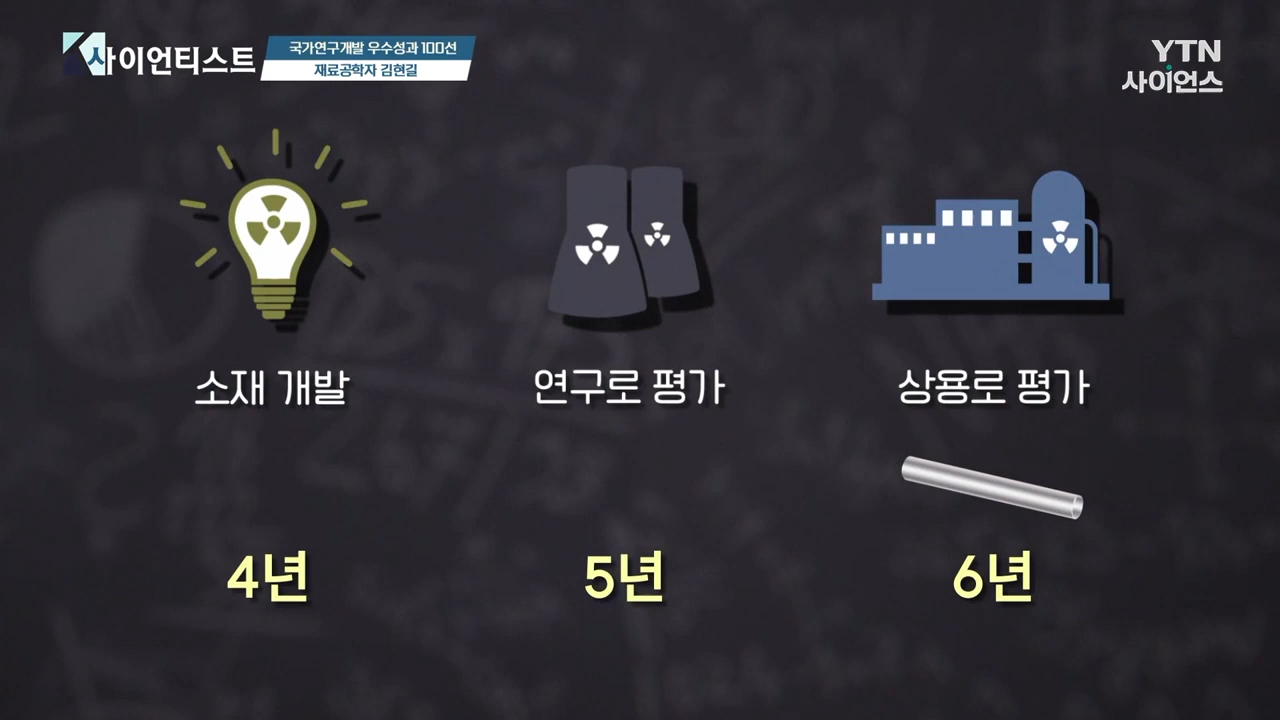 K사이언티스트
국가연구개발 우수성과 100선
재료공학자 김현길
YTN
사이언스
소재 개발
연구로 평가
상용로 평가
4년
5년
6년